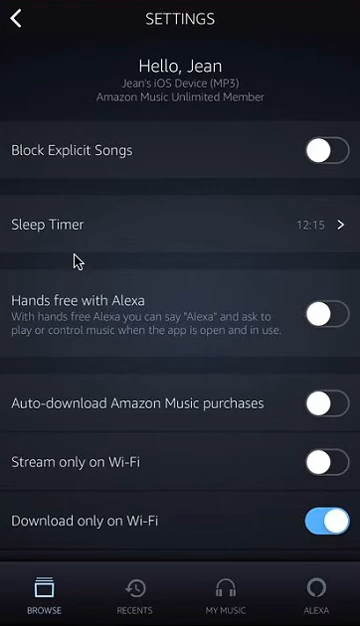 SETTINGS
Hello, Jean
Jean's iOS Device (MP3)
Amazon Music Unlimited Member
Block Explicit Songs
Sleep Timer 12:15
Hands free with Alexa
With hands free Alexa you can say "Alexa" and ask to
play or control music when the app is open and in use.
Auto-download Amazon Music purchases
Stream only on Wi-Fi
Download only on Wi-Fi
BROWSE RECENTS MY MUSIC ALEXA